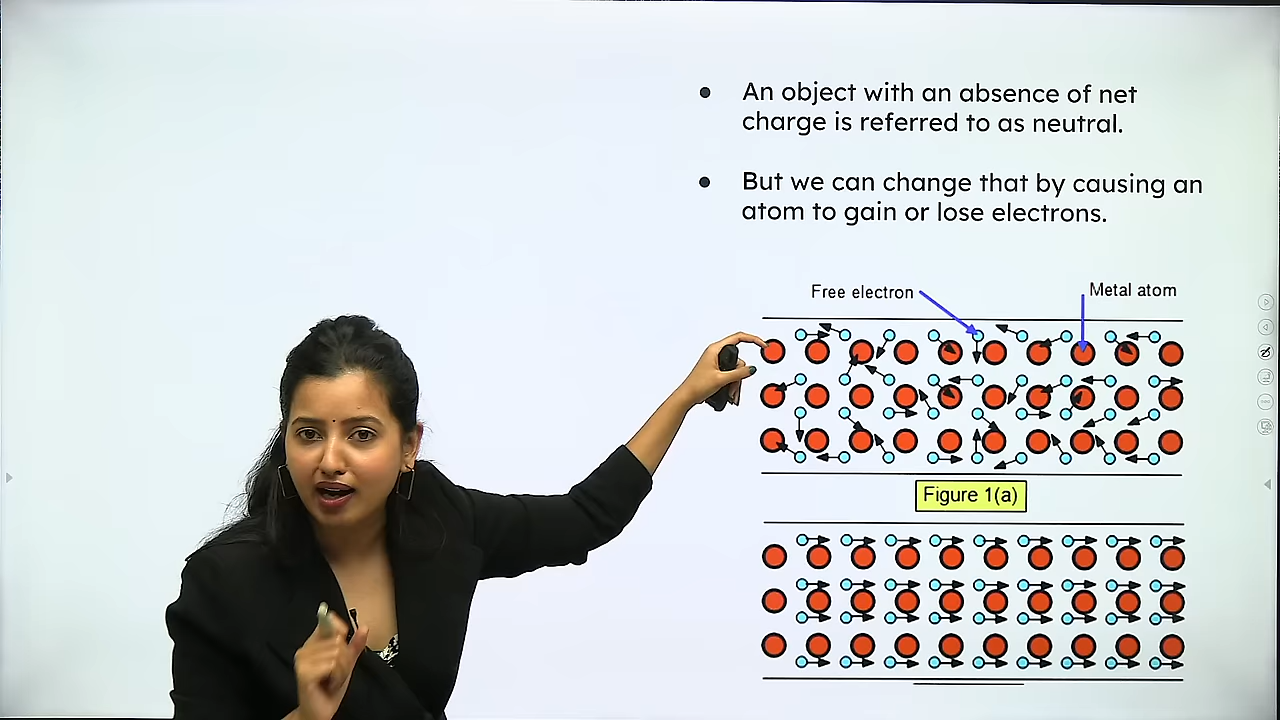 An object with an absence of net
charge is referred to as neutral.
But we can change that by causing an
atom to gain or lose electrons.
Free electron
Metal atom
Figure 1(a)